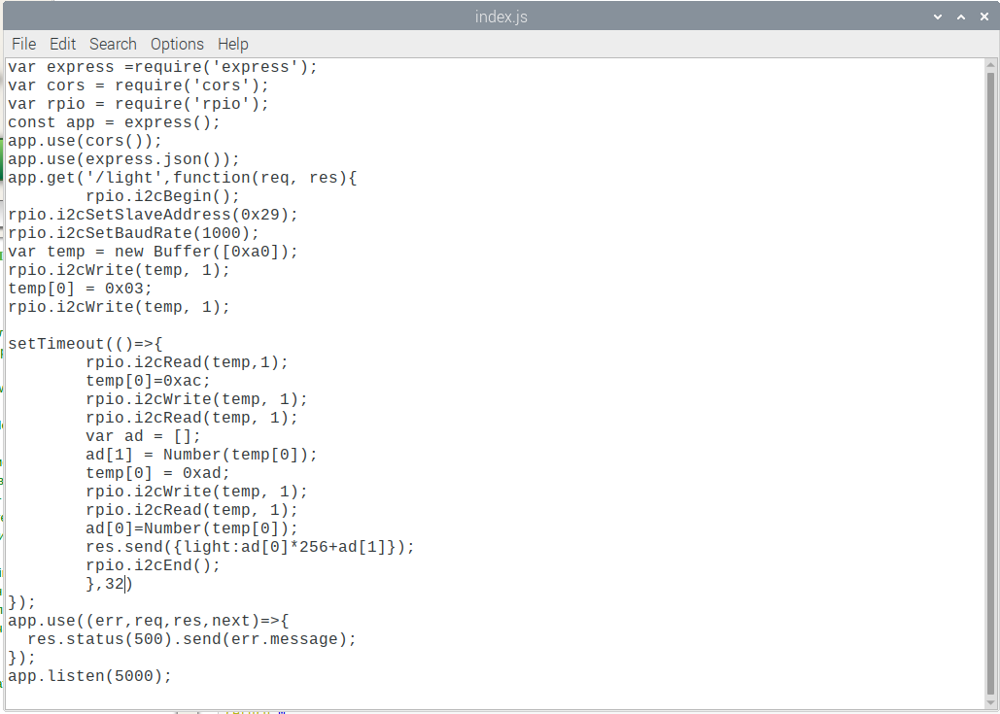 index.js
File Edit Search Options Help
var express =require('express');
var cors = require('cors');
var rpio = require('rpio');
const app = express();
app.use(cors());
app.use(express.json());
app.get('/light',function(req, res){
        rpio.i2cBegin();
rpio.i2cSetSlaveAddress(0x29);
rpio.i2cSetBaudRate(1000);
var temp = new Buffer([0xa0]);
rpio.i2cWrite(temp, 1);
temp[0] = 0x03;
rpio.i2cWrite(temp, 1);

setTimeout(()=>{
        rpio.i2cRead(temp,1);
        temp[0]=0xac;
        rpio.i2cWrite(temp, 1);
        rpio.i2cRead(temp, 1);
        var ad = [];
        ad[1] = Number(temp[0]);
        temp[0] = 0xad;
        rpio.i2cWrite(temp, 1);
        rpio.i2cRead(temp, 1);
        ad[0]=Number(temp[0]);
        res.send({light:ad[0]*256+ad[1]});
        rpio.i2cEnd();
        },32)
});
app.use((err,req,res,next)=>{
  res.status(500).send(err.message);
});
app.listen(5000);